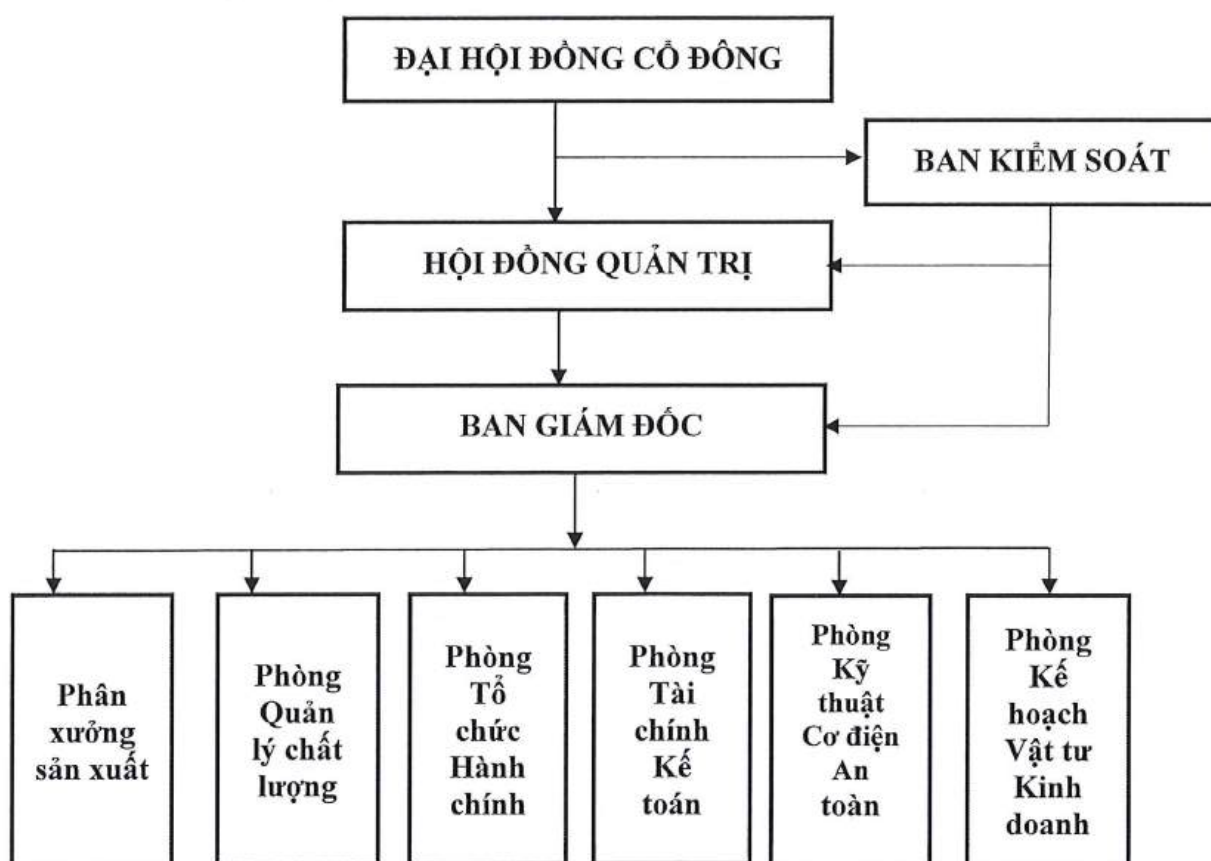 ĐẠI HỘI ĐỒNG CỔ ĐÔNG
BAN KIỂM SOÁT
HỘI ĐỒNG QUẢN TRỊ
BAN GIÁM ĐỐC
Phân
xưởng
sản xuất
Phòng
Quản
lý chất
lượng
Phòng
Tổ
chức
Hành
chính
Phòng
Tài
chính
Kế
toán
Phòng
Kỹ
thuật
Cơ điện
An
toàn
Phòng
Kế
hoạch
Vật tư
Kinh
doanh